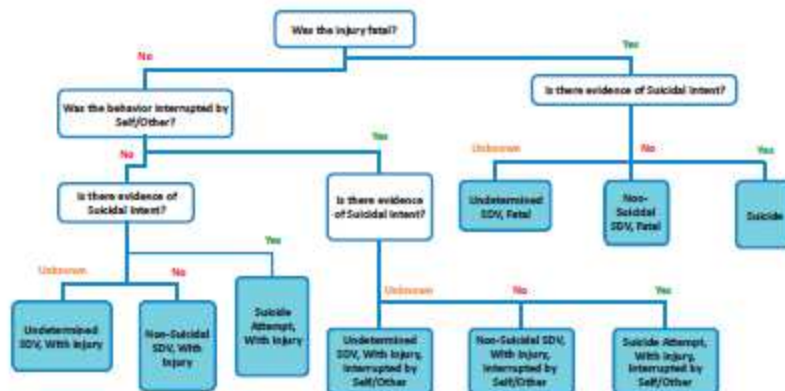 Was the injury fatal?
No
Yes
Was the behavior interrupted by
Self/Other?
Is there evidence of Suicidal Intent?
No
Yes
Unknown
No
Yes
Is there evidence of
Suicidal Intent?
Is there evidence
of Suicidal Intent?
Undetermined
SDV, Fatal
Non-
Suicidal
SDV, Fatal
Suicide
Yes
Unknown
No
Unknown
No
Yes
Undetermined
SDV, With Injury
Non-Suicidal
SDV, With
Injury
Suicide
Attempt,
With Injury
Undetermined
SDV, With Injury,
Interrupted by
Self/Other
Non-Suicidal SDV,
With Injury,
Interrupted by
Self/Other
Suicide Attempt,
With Injury,
Interrupted by
Self/Other